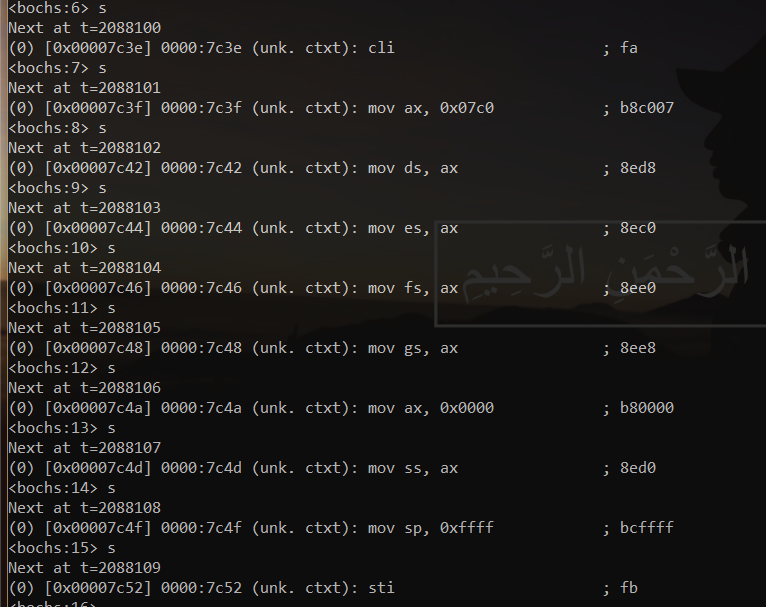 <bochs:6> s
Next at t=2088100
(0) [0x00007c3e] 0000:7c3e (unk. ctxt): cli ; fa
<bochs:7> s
Next at t=2088101
(0) [0x00007c3f] 0000:7c3f (unk. ctxt): mov ax, 0x07c0 ; b8c007
<bochs:8> s
Next at t=2088102
(0) [0x00007c42] 0000:7c42 (unk. ctxt): mov ds, ax ; 8ed8
<bochs:9> s
Next at t=2088103
(0) [0x00007c44] 0000:7c44 (unk. ctxt): mov es, ax ; 8ec0
<bochs:10> s
Next at t=2088104
(0) [0x00007c46] 0000:7c46 (unk. ctxt): mov fs, ax ; 8ee0
<bochs:11> s
Next at t=2088105
(0) [0x00007c48] 0000:7c48 (unk. ctxt): mov gs, ax ; 8ee8
<bochs:12> s
Next at t=2088106
(0) [0x00007c4a] 0000:7c4a (unk. ctxt): mov ax, 0x0000 ; b80000
<bochs:13> s
Next at t=2088107
(0) [0x00007c4d] 0000:7c4d (unk. ctxt): mov ss, ax ; 8ed0
<bochs:14> s
Next at t=2088108
(0) [0x00007c4f] 0000:7c4f (unk. ctxt): mov sp, 0xffff ; bcffff
<bochs:15> s
Next at t=2088109
(0) [0x00007c52] 0000:7c52 (unk. ctxt): sti ; fb
<bochs:16>
الرَّحْمَنِ الرَّحِيمِ